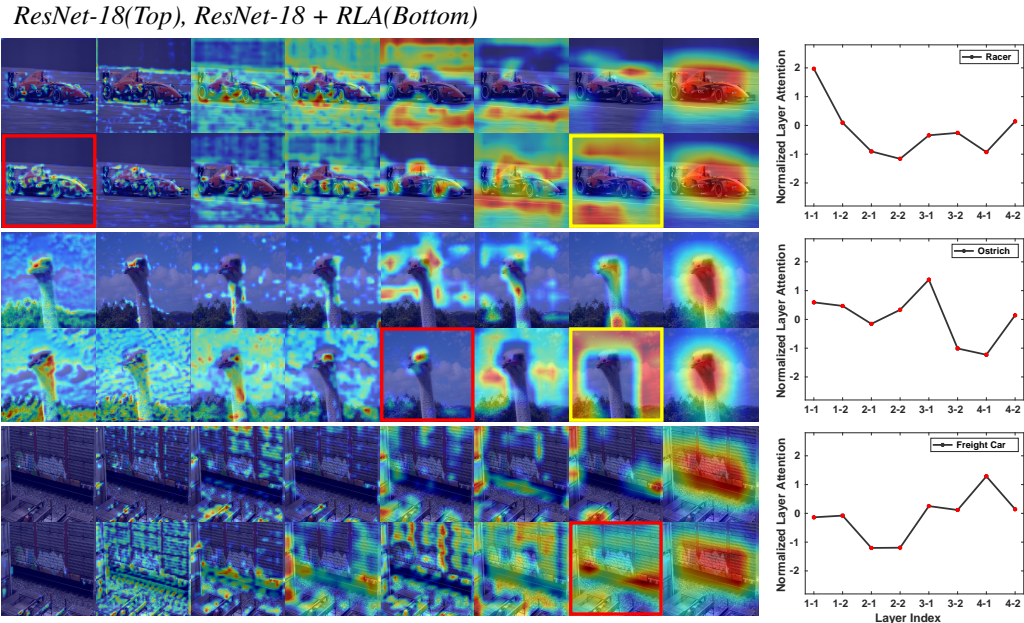 ResNet-18(Top), ResNet-18 + RLA(Bottom)
Normalized Layer Attention
2
1
0
-1
-2
Racer
1-1 1-2 2-1 2-2 3-1 3-2 4-1 4-2
Normalized Layer Attention
2
1
0
-1
-2
Ostrich
1-1 1-2 2-1 2-2 3-1 3-2 4-1 4-2
Normalized Layer Attention
2
1
0
-1
-2
Freight Car
1-1 1-2 2-1 2-2 3-1 3-2 4-1 4-2
Layer Index